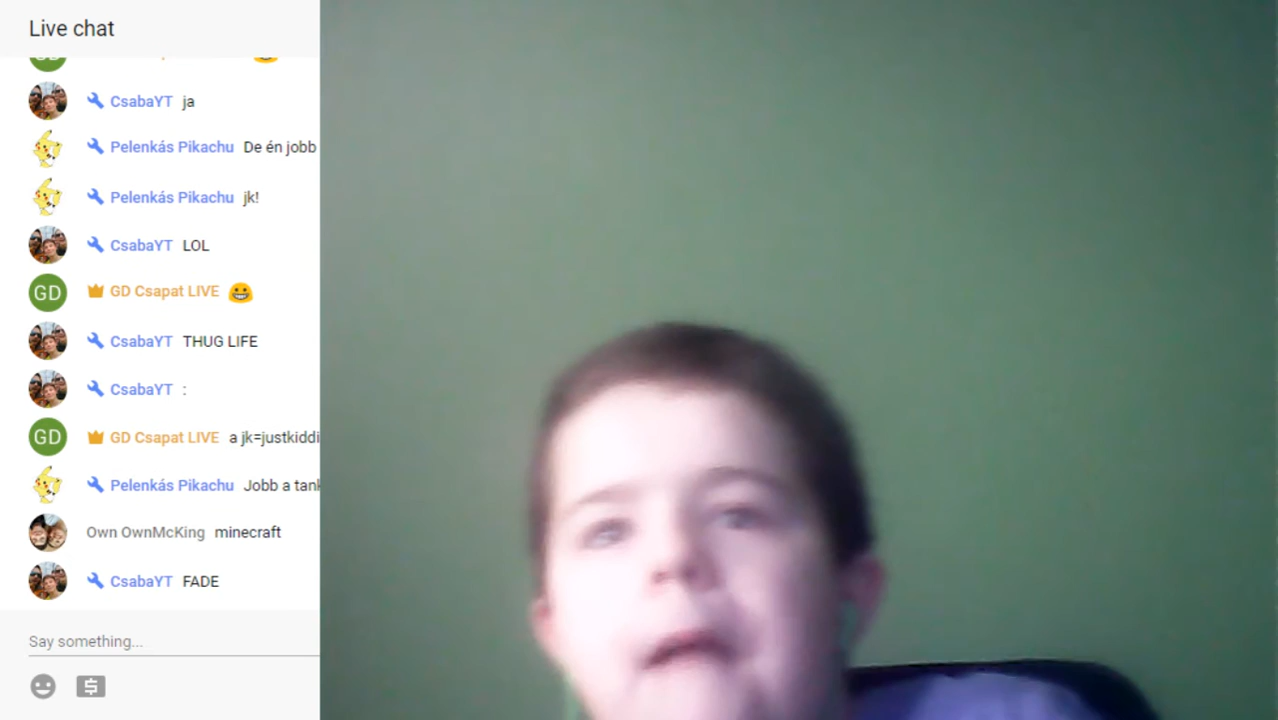 Live chat
GD
CsabaYT ja
Pelenkás Pikachu De én jobb
Pelenkás Pikachu jk!
CsabaYT LOL
GD GD Csapat LIVE
CsabaYT THUG LIFE
CsabaYT :
GD GD Csapat LIVE a jk=justkiddi
Pelenkás Pikachu Jobb a tank
Own OwnMcKing minecraft
CsabaYT FADE
Say something...